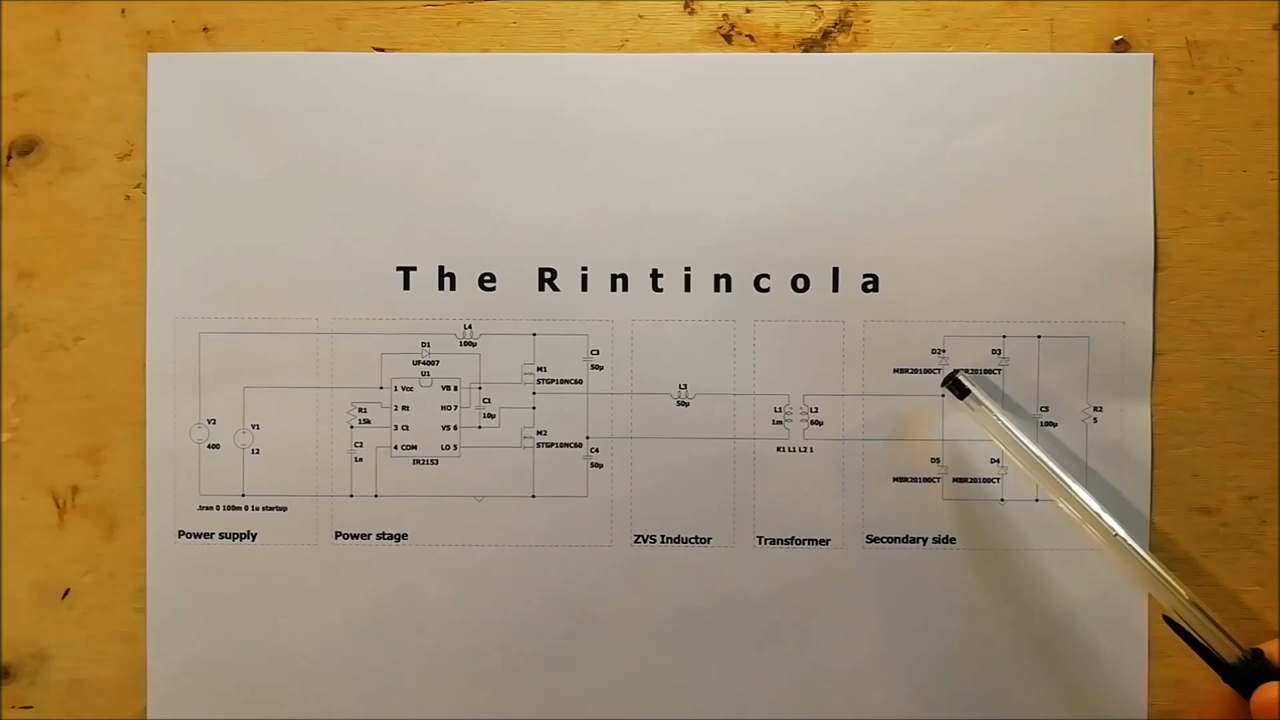 The Rintincola
L4
100µ
D1
UF4007
U1
C3
50µ
M1
STGP10NC60
1 Vcc
VB 8
2 Rt
HO 7
3 Ct
VS 6
4 COM
LO 5
IR2153
R1
15k
C1
10µ
C2
1n
V2
400
V1
12
M2
STGP10NC60
C4
50µ
.tran 0 100m 0 1u startup
Power supply
Power stage
L3
50µ
ZVS Inductor
L1
1m
L2
60µ
K1 L1 L2 1
Transformer
D2
MBR20100CT
D3
C5
100µ
R2
5
D5
MBR20100CT
D4
MBR20100CT
Secondary side